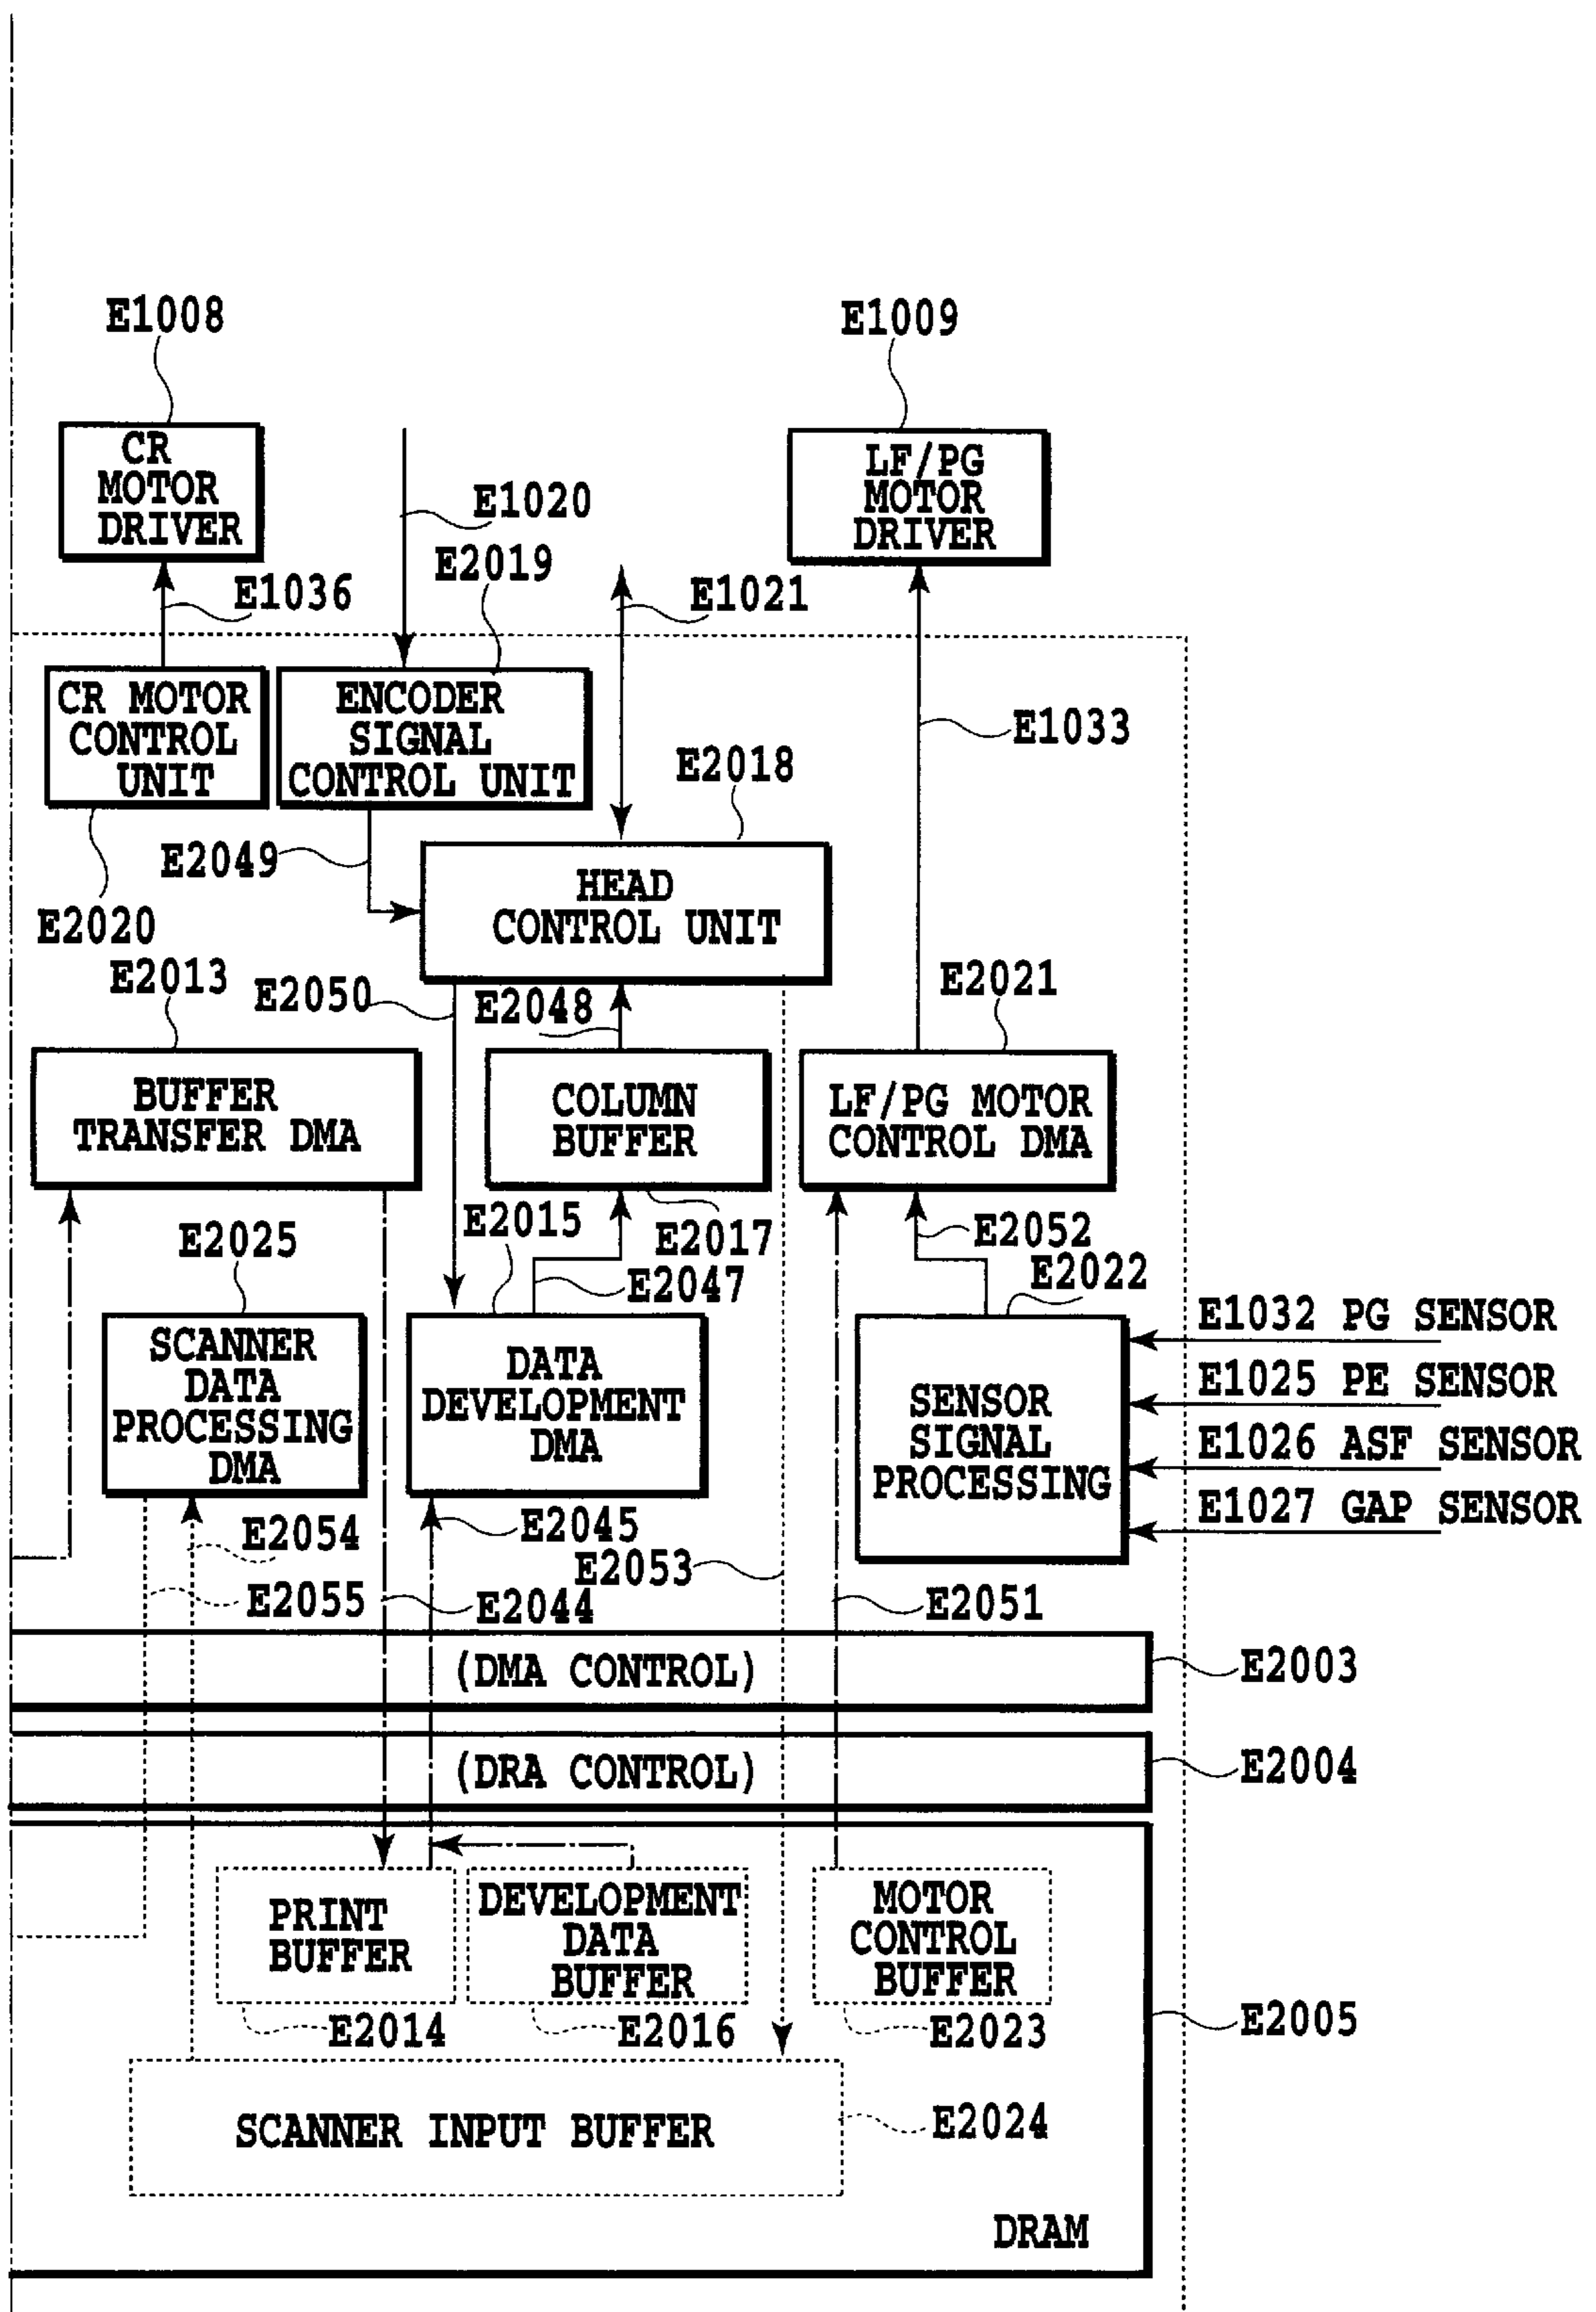 E1008
E1009
CR
MOTOR
DRIVER
LF/PG
MOTOR
DRIVER
E1020
E2019
E1036
E1021
CR MOTOR
CONTROL
UNIT
ENCODER
SIGNAL
CONTROL UNIT
E1033
E2018
E2049
HEAD
CONTROL UNIT
E2020
E2013
E2050
E2048
E2021
BUFFER
TRANSFER DMA
COLUMN
BUFFER
LF/PG MOTOR
CONTROL DMA
E2025
E2015
E2017
E2047
E2052
E2022
SCANNER
DATA
PROCESSING
DMA
DATA
DEVELOPMENT
DMA
SENSOR
SIGNAL
PROCESSING
E1032 PG SENSOR
E1025 PE SENSOR
E1026 ASF SENSOR
E1027 GAP SENSOR
E2054
E2045
E2053
E2055
E2044
E2051
(DMA CONTROL)
E2003
(DRA CONTROL)
E2004
PRINT
BUFFER
DEVELOPMENT
DATA
BUFFER
MOTOR
CONTROL
BUFFER
E2014
E2016
E2023
E2005
SCANNER INPUT BUFFER
E2024
DRAM